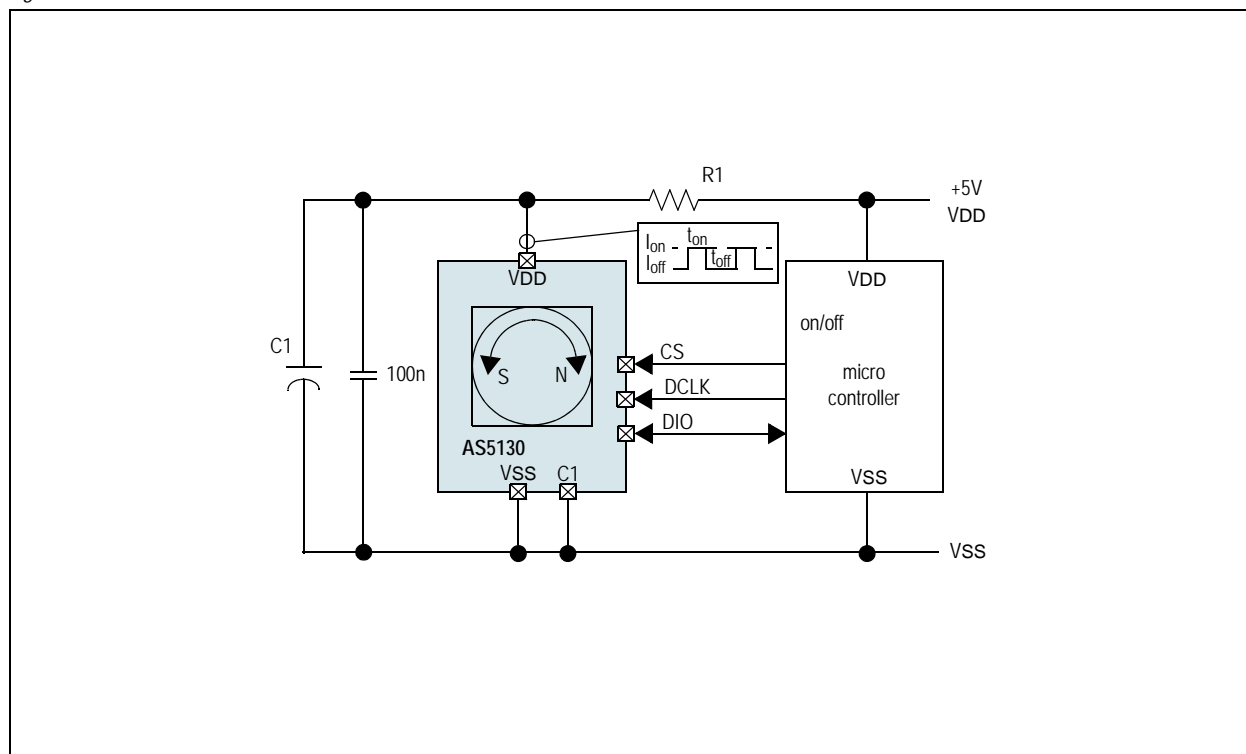 R1
+5V
VDD
Ion
ton
Ioff
toff
VDD
VDD
on/off
C1
100n
S
N
CS
DCLK
DIO
micro
controller
AS5130
VSS
C1
VSS
VSS